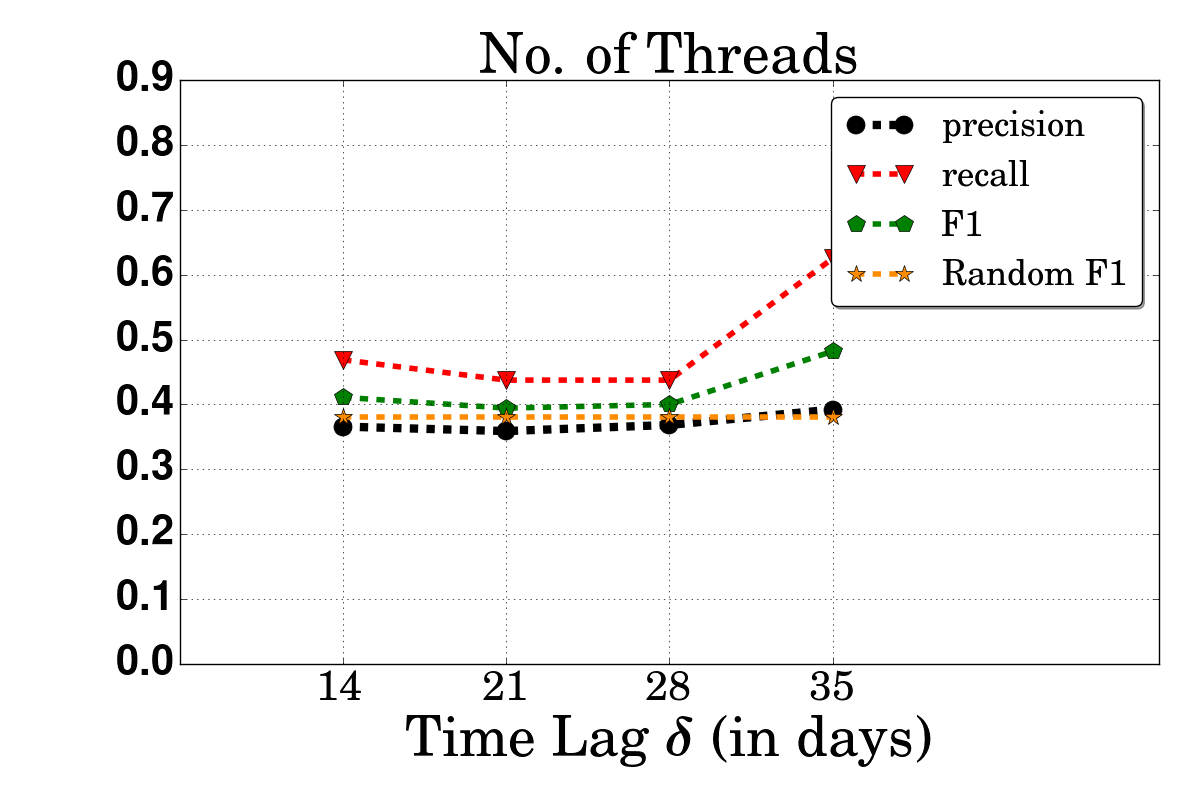 No. of Threads
0.9
0.8
0.7
0.6
0.5
0.4
0.3
0.2
0.1
0.0
precision
recall
F1
Random F1
14 21 28 35
Time Lag δ (in days)